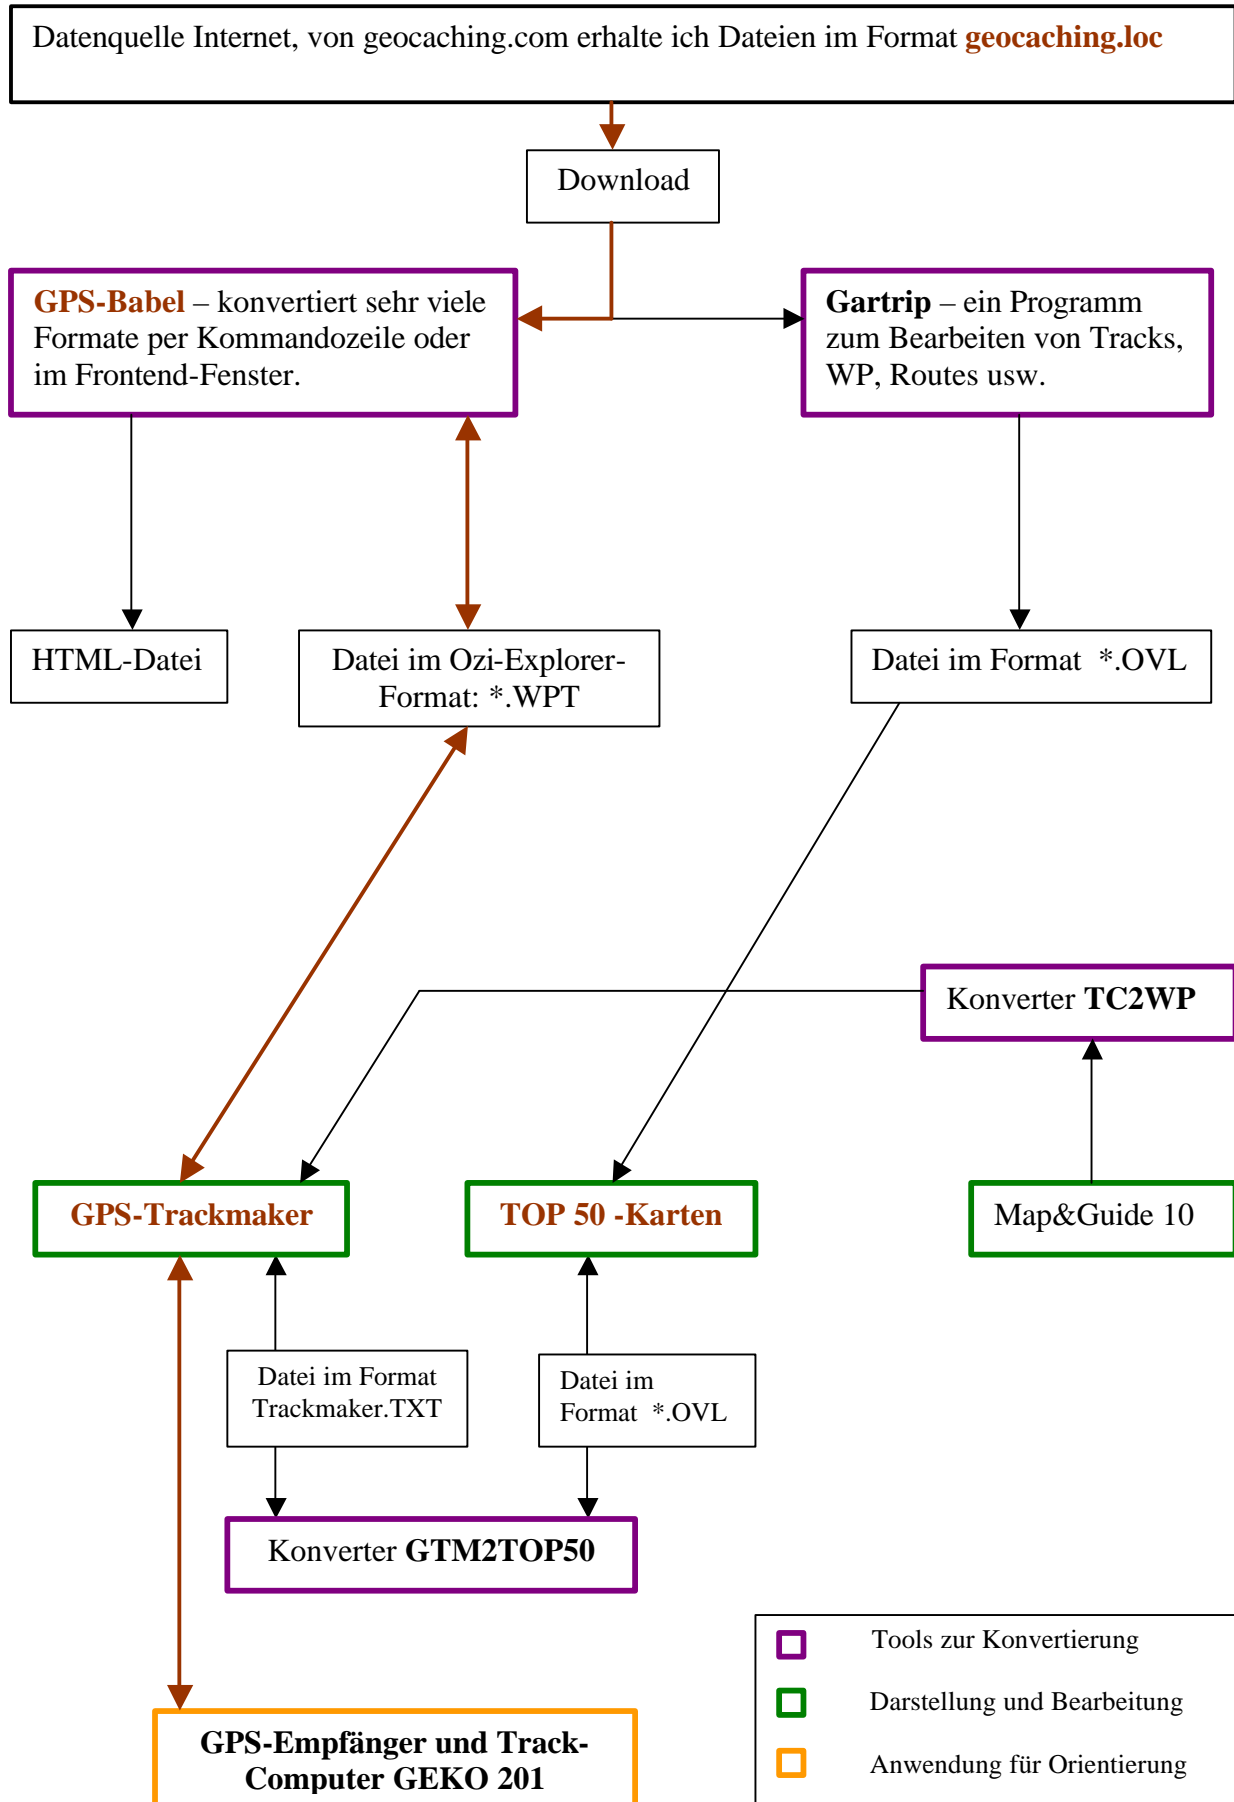 Datenquelle Internet, von geocaching.com erhalte ich Dateien im Format geocaching.loc
Download
GPS-Babel – konvertiert sehr viele
Formate per Kommandozeile oder
im Frontend-Fenster.
Gartrip – ein Programm
zum Bearbeiten von Tracks,
WP, Routes usw.
HTML-Datei
Datei im Ozi-Explorer-
Format: *.WPT
Datei im Format *.OVL
Konverter TC2WP
GPS-Trackmaker
TOP 50 -Karten
Map&Guide 10
Datei im Format
Trackmaker.TXT
Datei im
Format *.OVL
Konverter GTM2TOP50
Tools zur Konvertierung
Darstellung und Bearbeitung
Anwendung für Orientierung
GPS-Empfänger und Track-
Computer GEKO 201